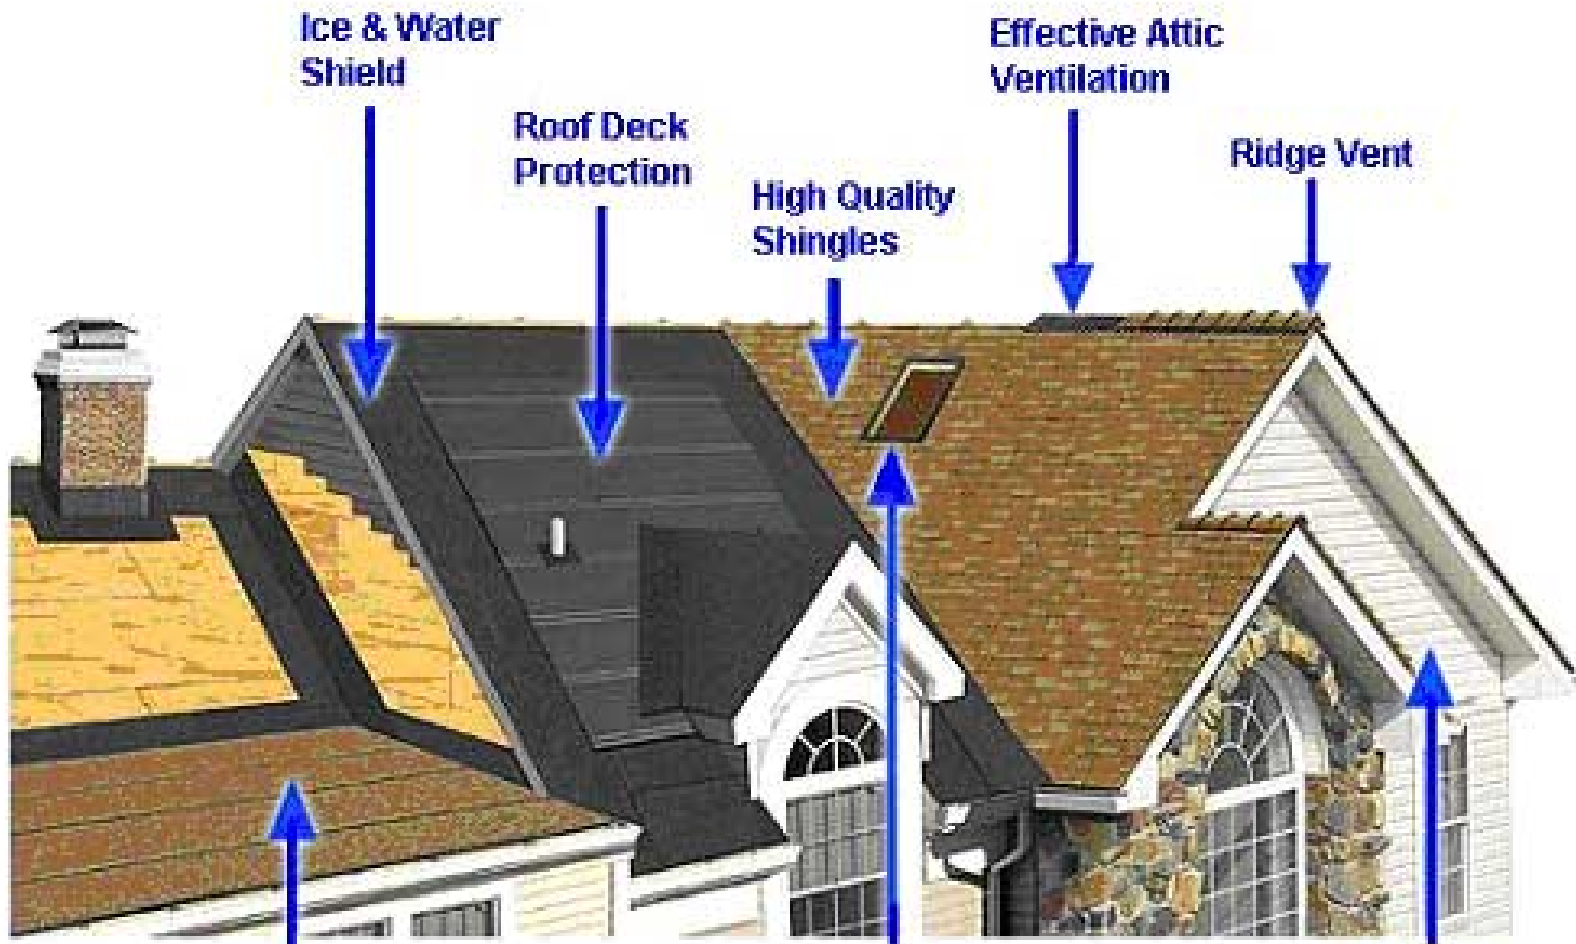 Ice & Water
Shield
Roof Deck
Protection
High Quality
Shingles
Effective Attic
Ventilation
Ridge Vent